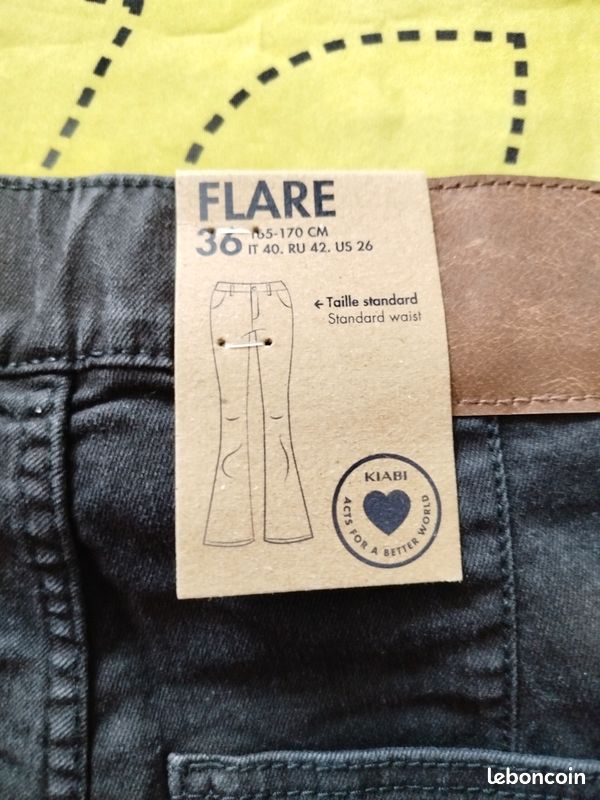 FLARE
36 165-170 CM
IT 40. RU 42. US 26
← Taille standard
Standard waist
KIABI
ACTS FOR A BETTER WORLD
leboncoin